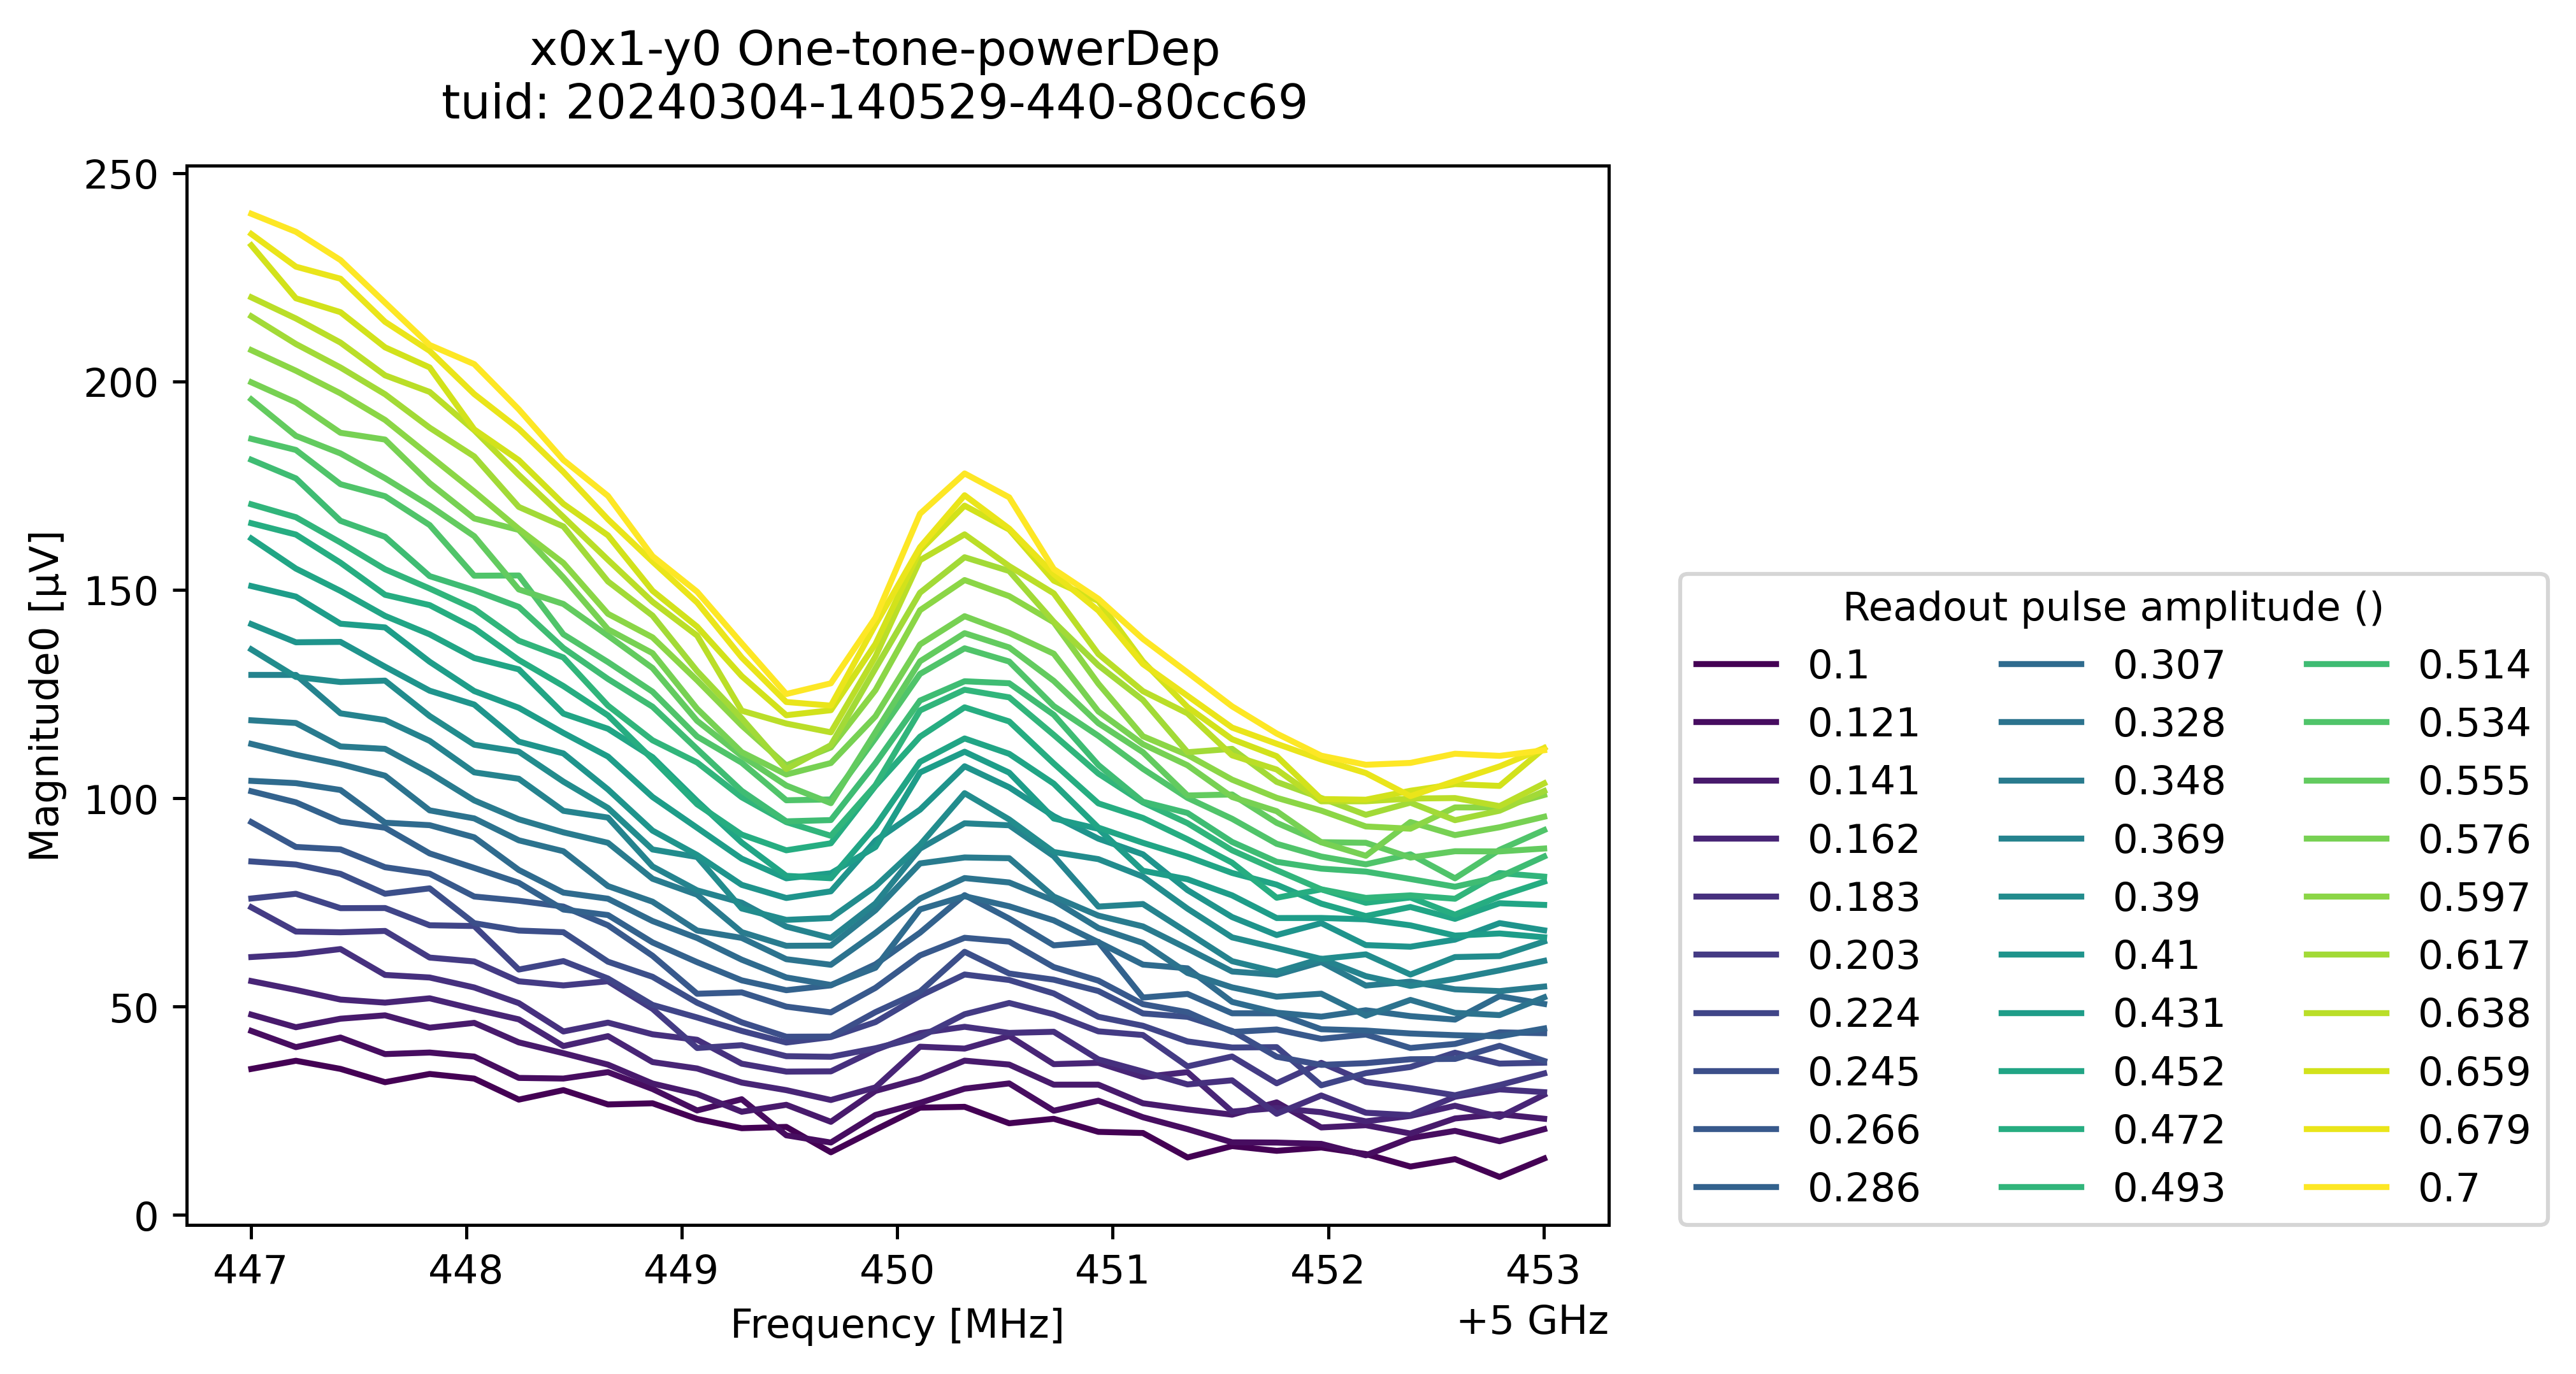 x0x1-y0 One-tone-powerDep
tuid: 20240304-140529-440-80cc69
250
200
150
100
50
0
Magnitude0 [µV]
447 448 449 450 451 452 453
Frequency [MHz]
+5 GHz
Readout pulse amplitude ()
0.1 0.307 0.514
0.121 0.328 0.534
0.141 0.348 0.555
0.162 0.369 0.576
0.183 0.39 0.597
0.203 0.41 0.617
0.224 0.431 0.638
0.245 0.452 0.659
0.266 0.472 0.679
0.286 0.493 0.7